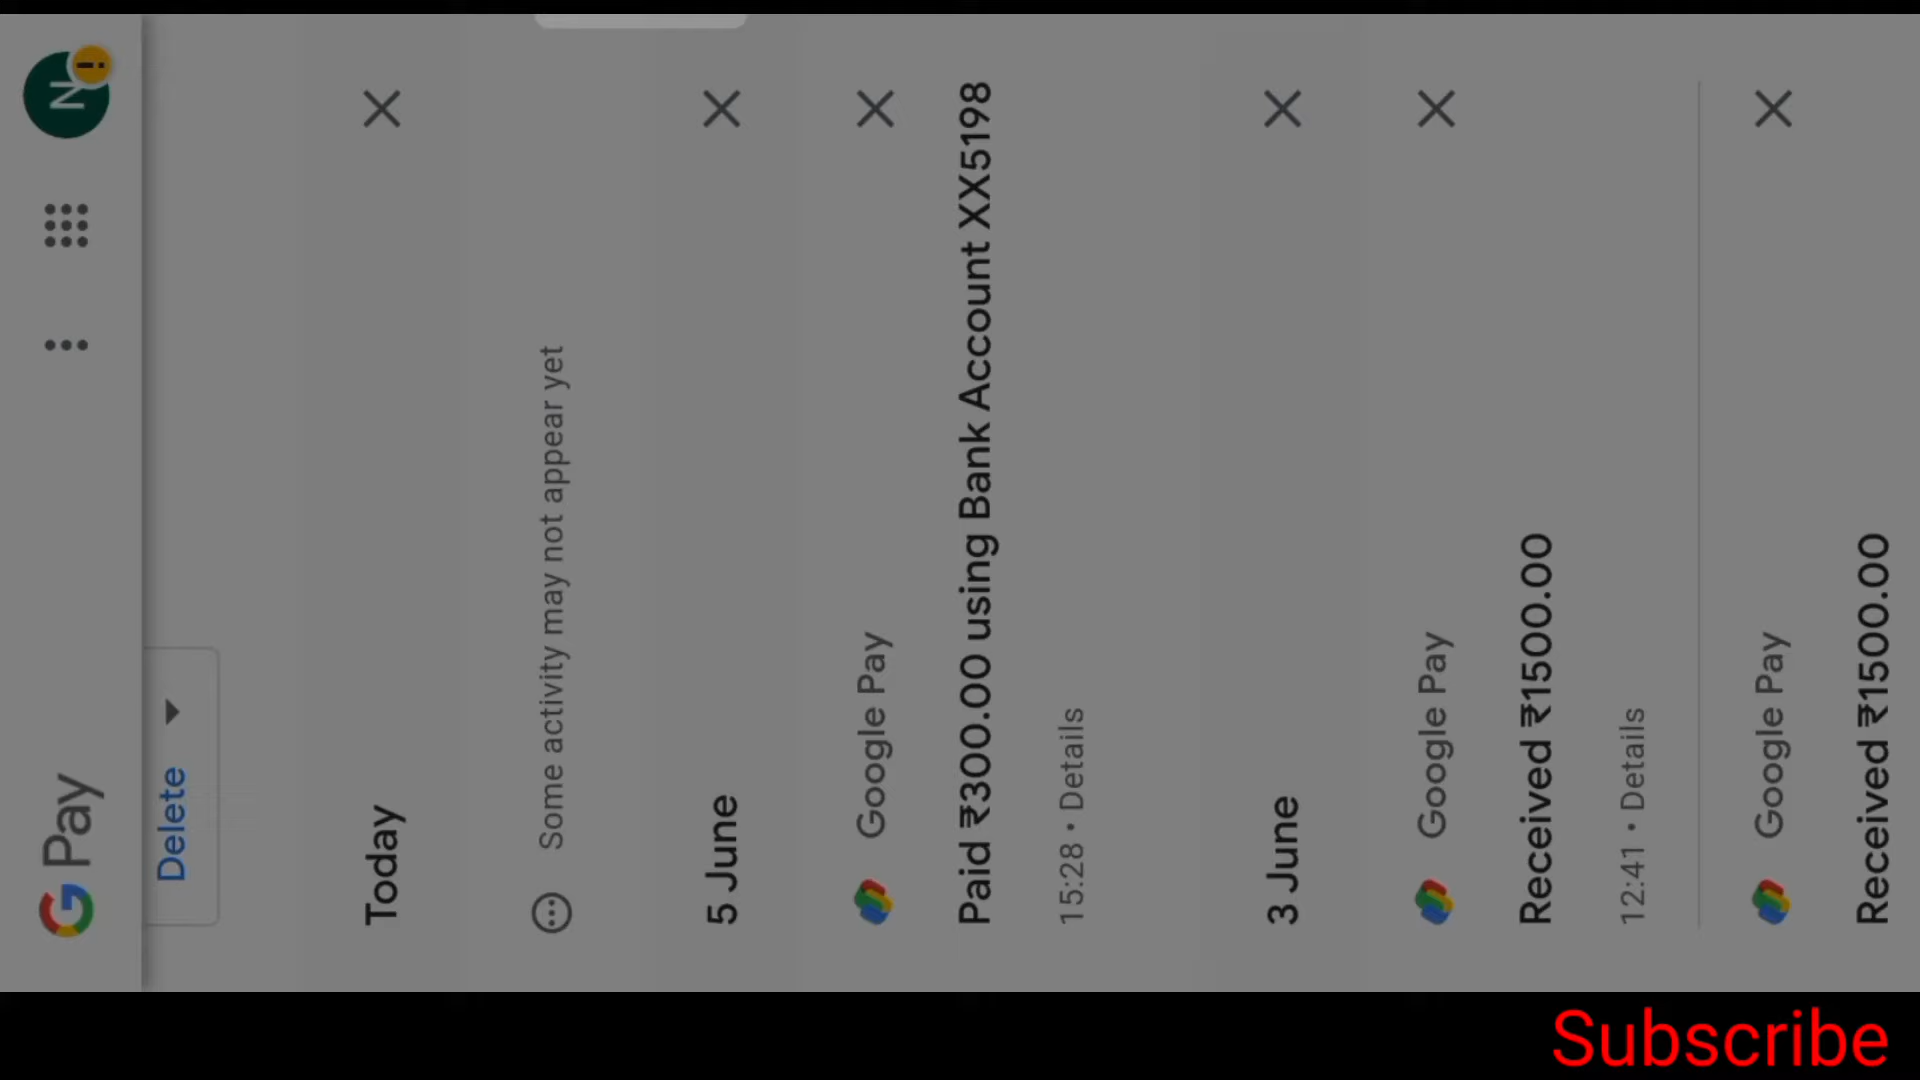 G Pay
N
Delete
Today
Some activity may not appear yet
5 June
Google Pay
Paid ₹300.00 using Bank Account XX5198
15:28 • Details
3 June
Google Pay
Received ₹1500.00
12:41 • Details
Google Pay
Received ₹1500.00
Subscribe